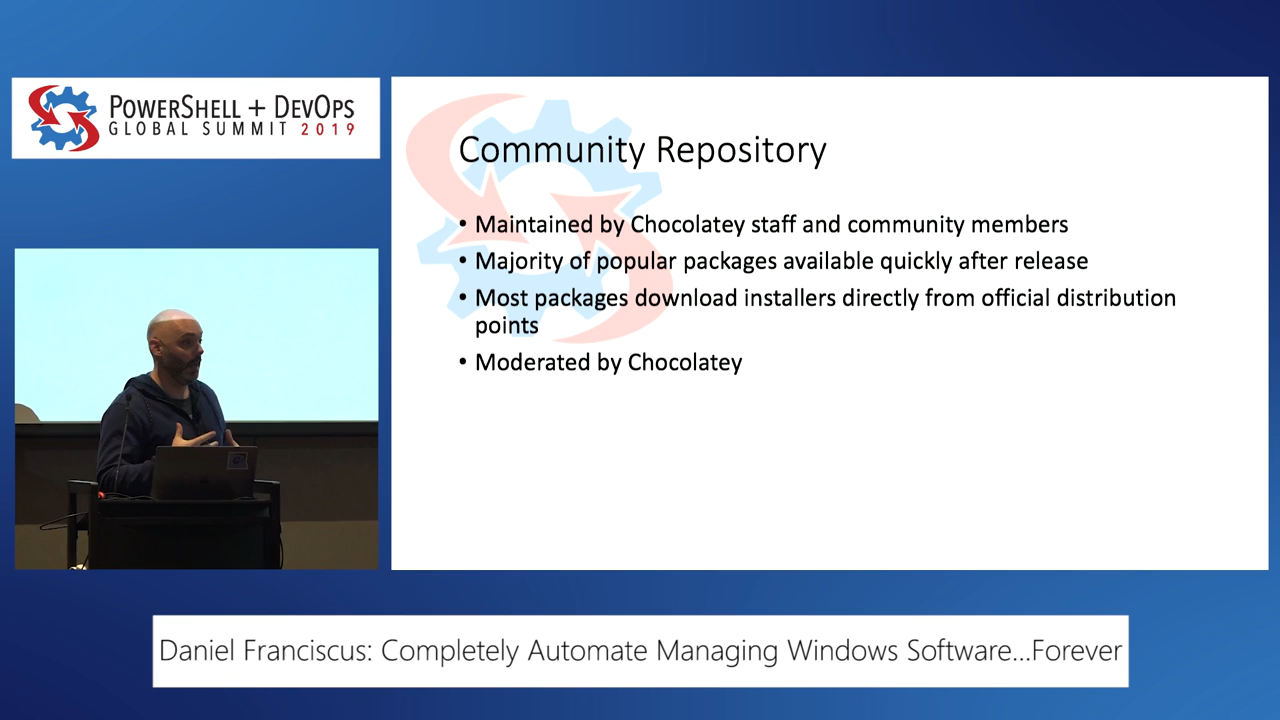 POWERSHELL + DEVOPS
GLOBAL SUMMIT 2019
Community Repository
• Maintained by Chocolatey staff and community members
• Majority of popular packages available quickly after release
• Most packages download installers directly from official distribution
points
• Moderated by Chocolatey
Daniel Franciscus: Completely Automate Managing Windows Software...Forever